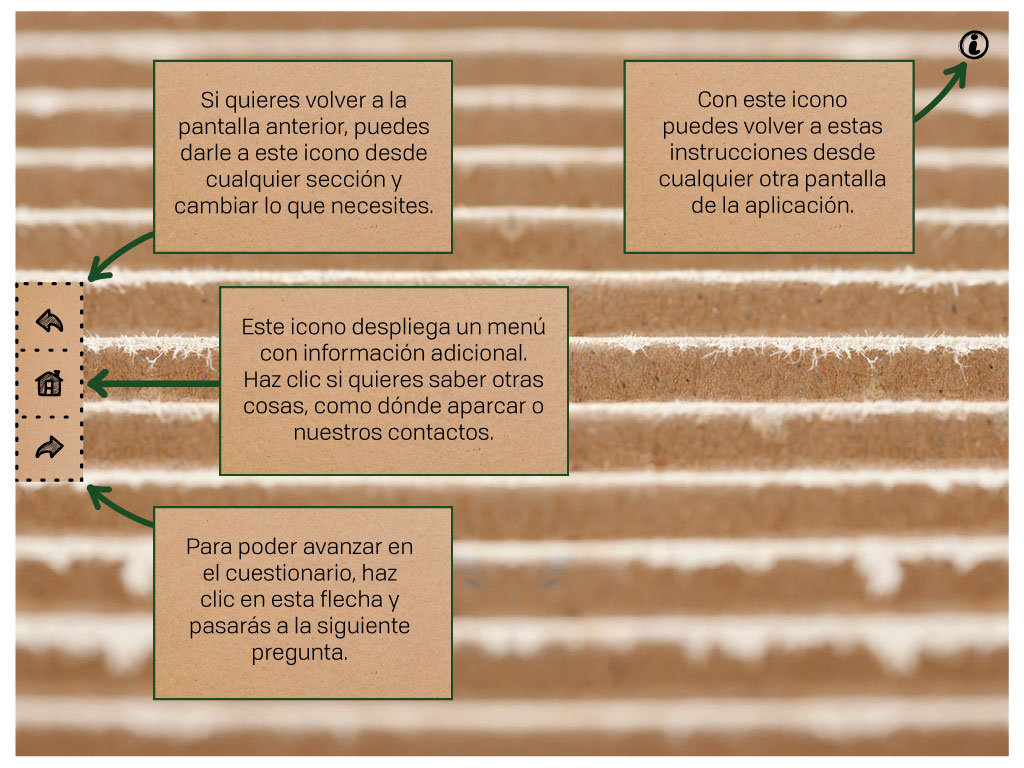 Si quieres volver a la
pantalla anterior, puedes
darle a este icono desde
cualquier sección y
cambiar lo que necesites.
Con este icono
puedes volver a estas
instrucciones desde
cualquier otra pantalla
de la aplicación.
Este icono despliega un menú
con información adicional.
Haz clic si quieres saber otras
cosas, como dónde aparcar o
nuestros contactos.
Para poder avanzar en
el cuestionario, haz
clic en esta flecha y
pasarás a la siguiente
pregunta.